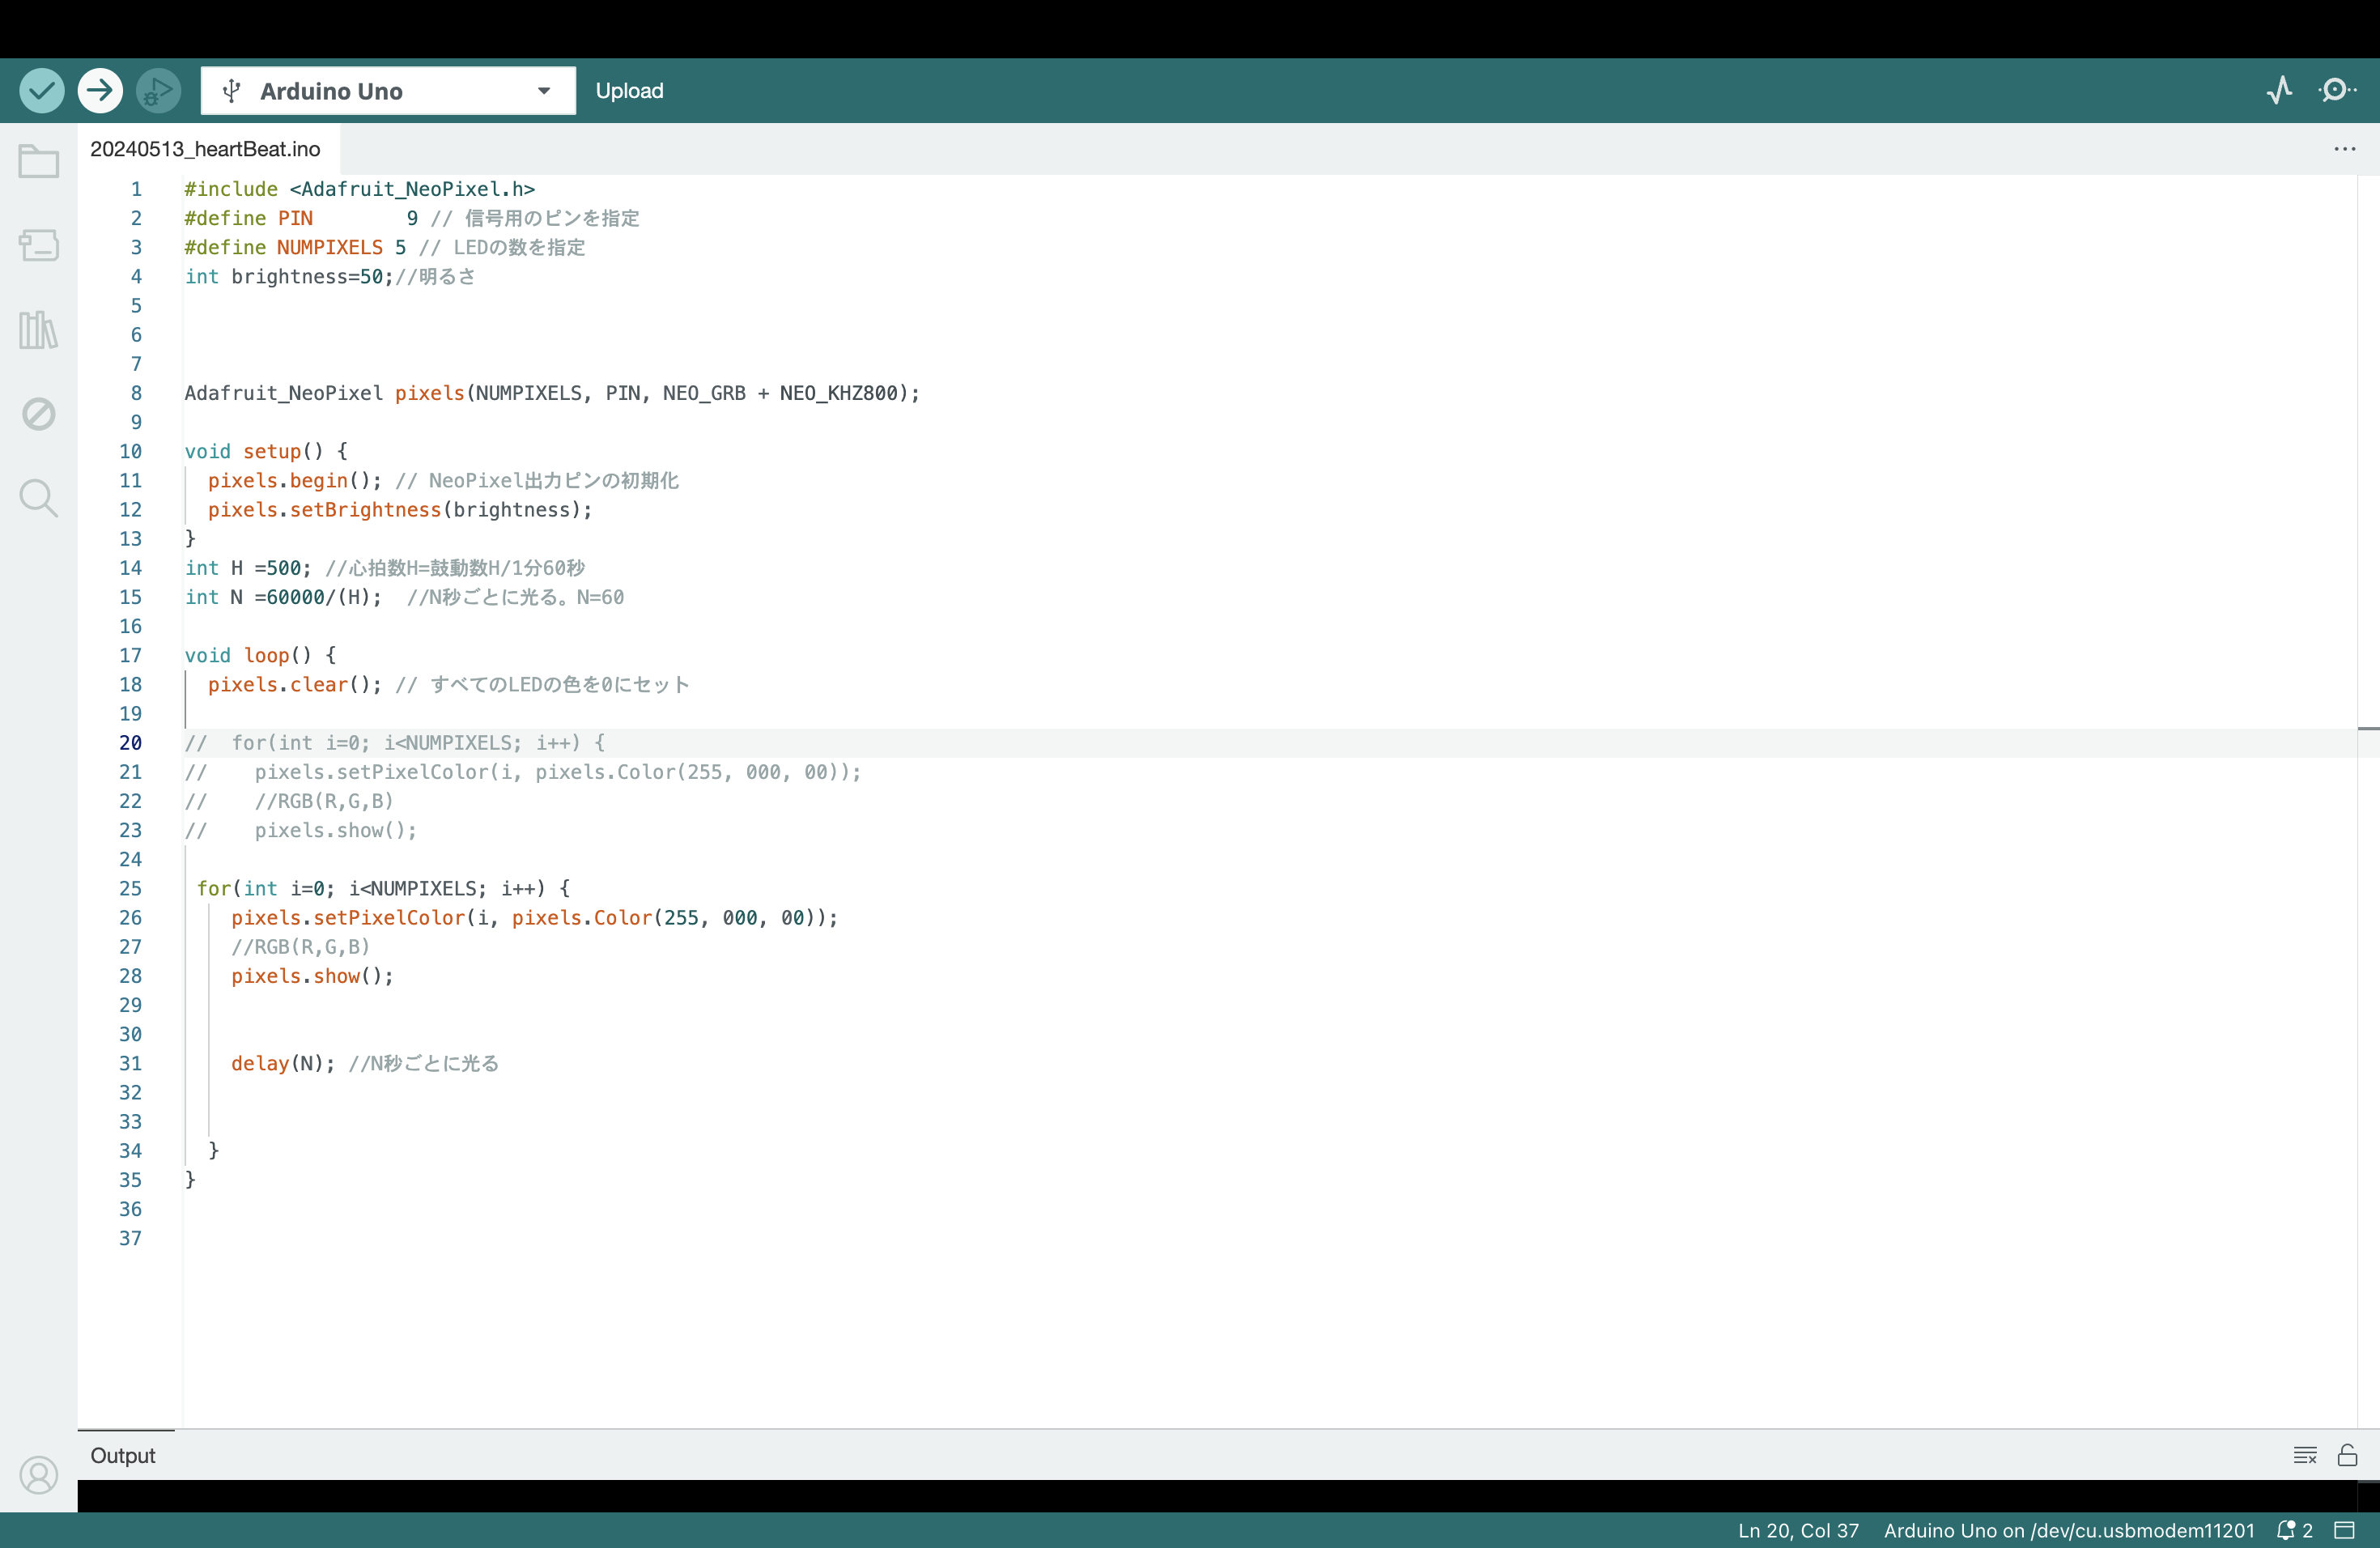 Arduino Uno
Upload
20240513_heartBeat.ino
...
1 #include <Adafruit_NeoPixel.h>
2 #define PIN        9 // 信号用のピンを指定
3 #define NUMPIXELS 5 // LEDの数を指定
4 int brightness=50;//明るさ
5
6
7
8 Adafruit_NeoPixel pixels(NUMPIXELS, PIN, NEO_GRB + NEO_KHZ800);
9
10 void setup() {
11   pixels.begin(); // NeoPixel出力ピンの初期化
12   pixels.setBrightness(brightness);
13 }
14 int H =500; //心拍数H=鼓動数H/1分60秒
15 int N =60000/(H);  //N秒ごとに光る。N=60
16
17 void loop() {
18   pixels.clear(); // すべてのLEDの色を0にセット
19
20 //  for(int i=0; i<NUMPIXELS; i++) {
21 //    pixels.setPixelColor(i, pixels.Color(255, 000, 00));
22 //    //RGB(R,G,B)
23 //    pixels.show();
24
25  for(int i=0; i<NUMPIXELS; i++) {
26     pixels.setPixelColor(i, pixels.Color(255, 000, 00));
27     //RGB(R,G,B)
28     pixels.show();
29
30
31     delay(N); //N秒ごとに光る
32
33
34   }
35 }
36
37
Output
Ln 20, Col 37 Arduino Uno on /dev/cu.usbmodem11201 2